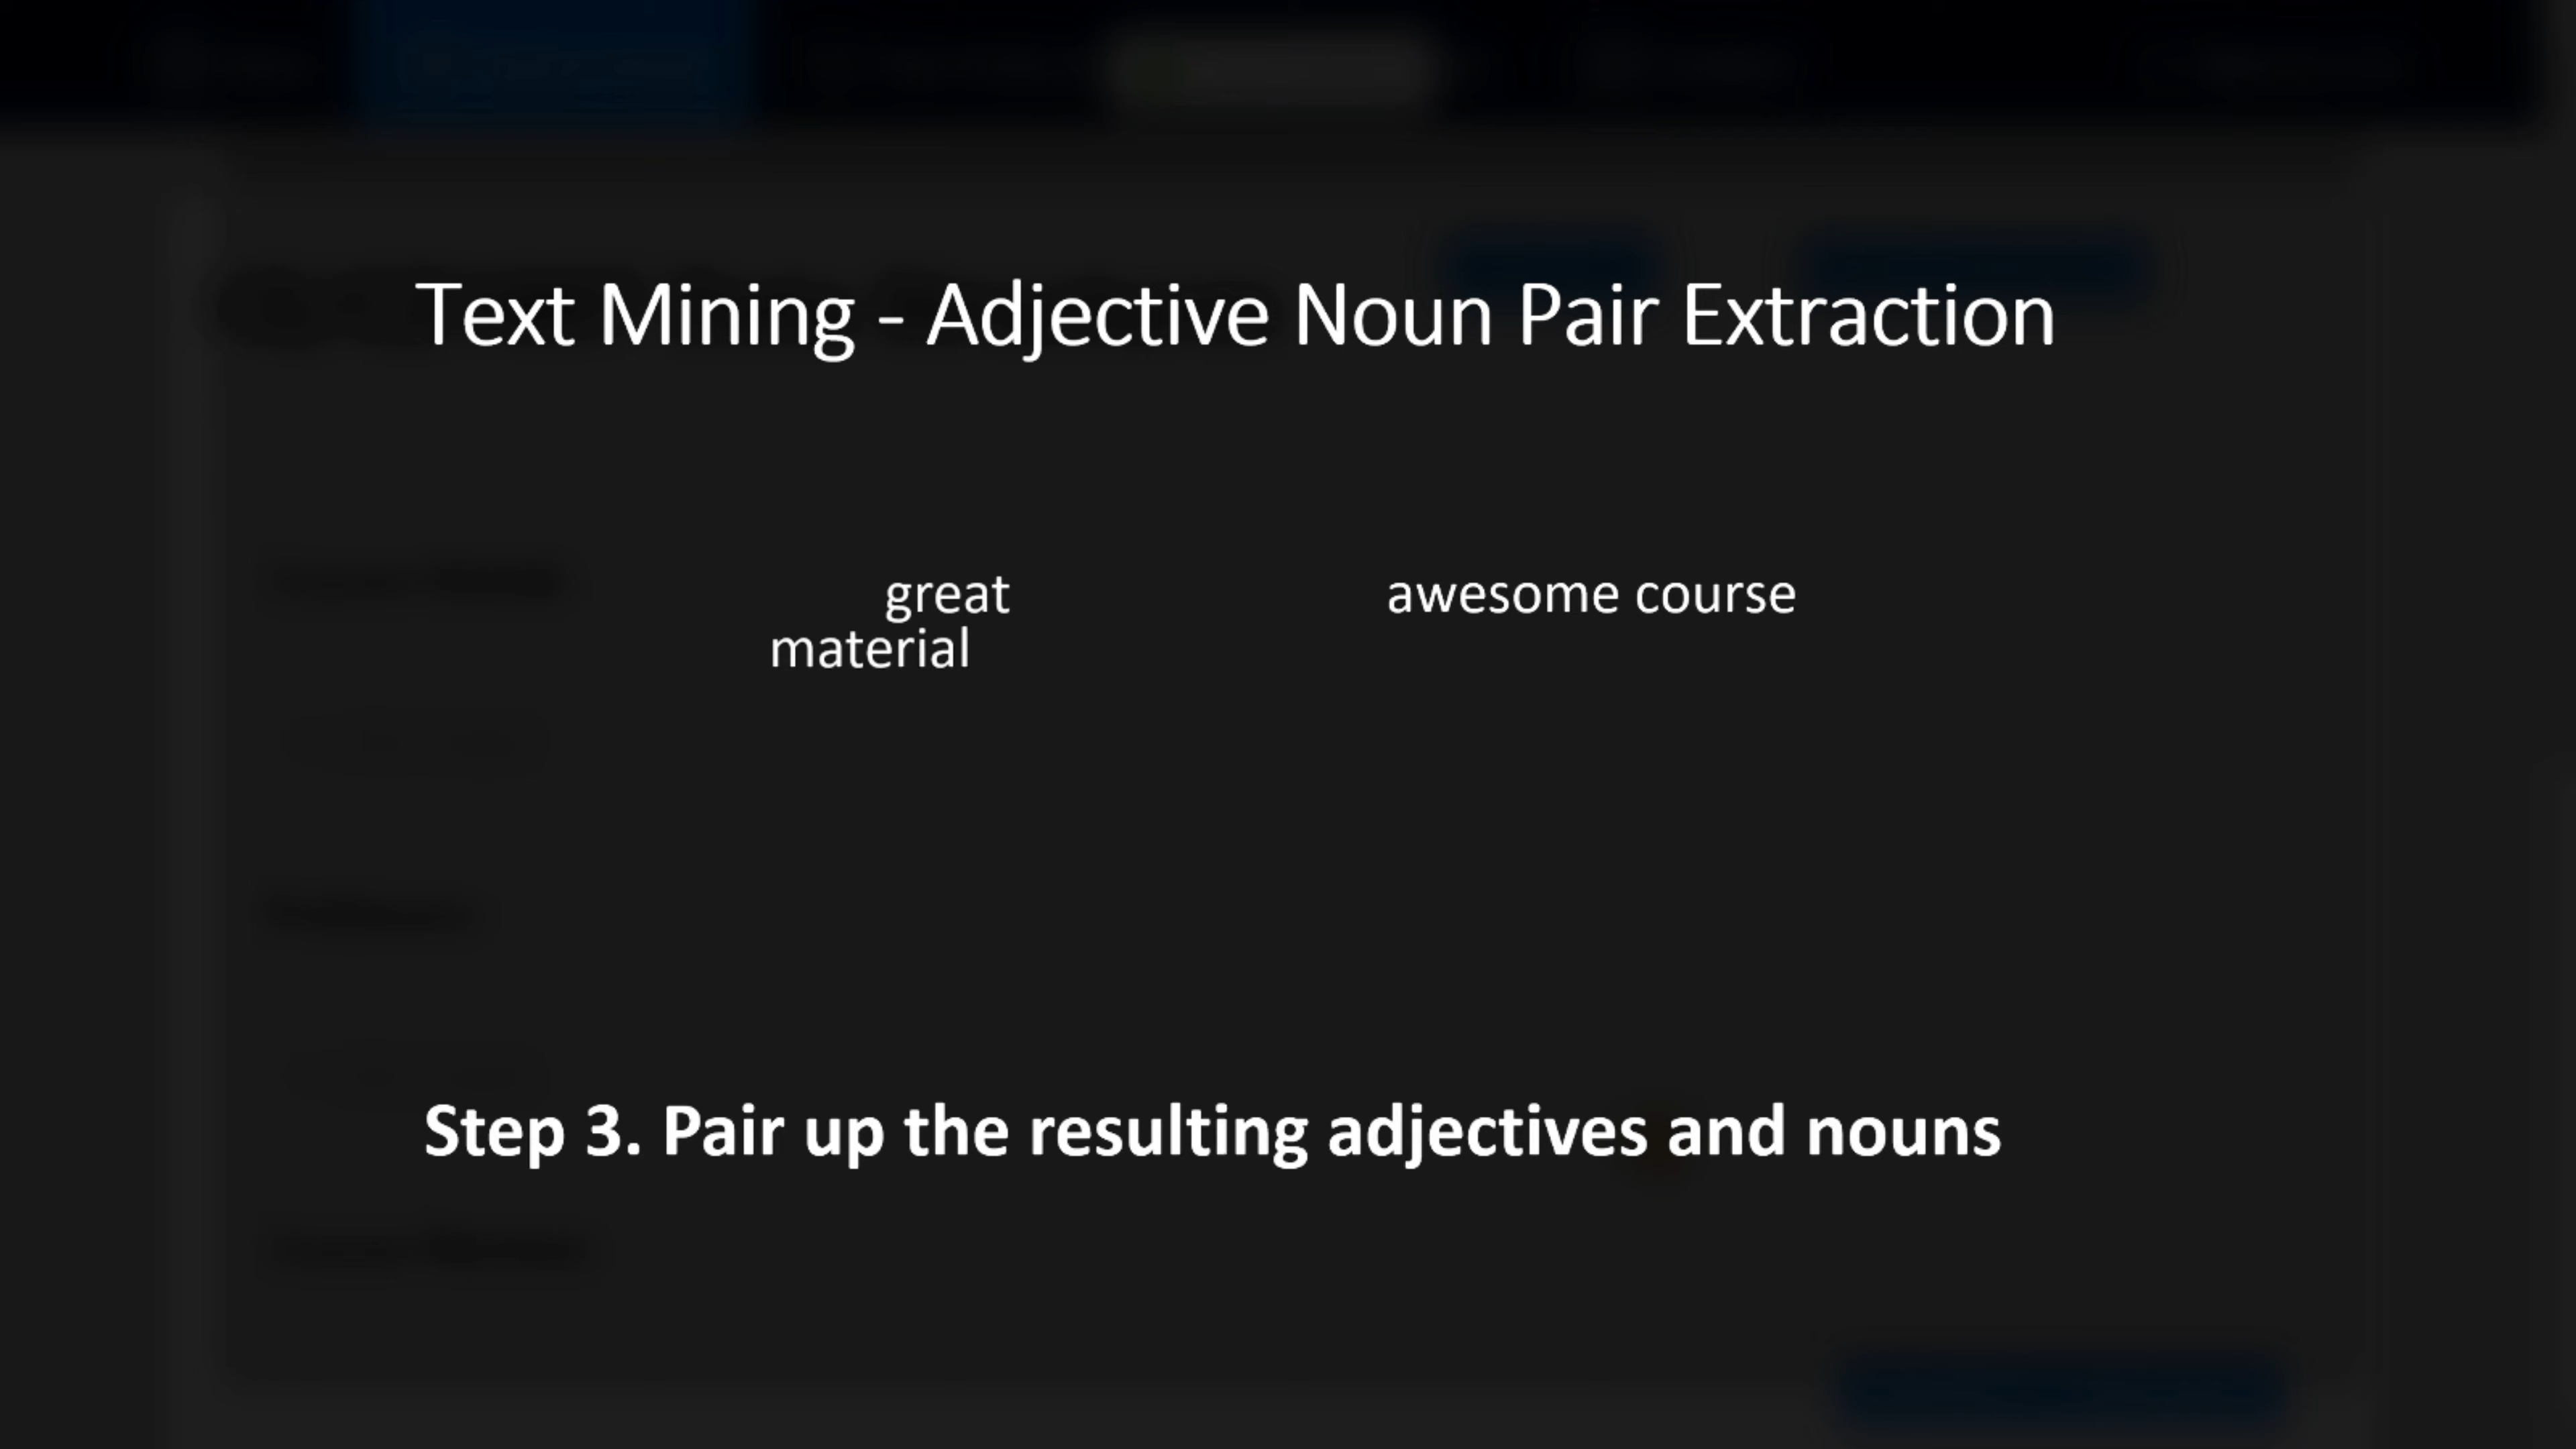 Text Mining - Adjective Noun Pair Extraction
great awesome course
material
Step 3. Pair up the resulting adjectives and nouns